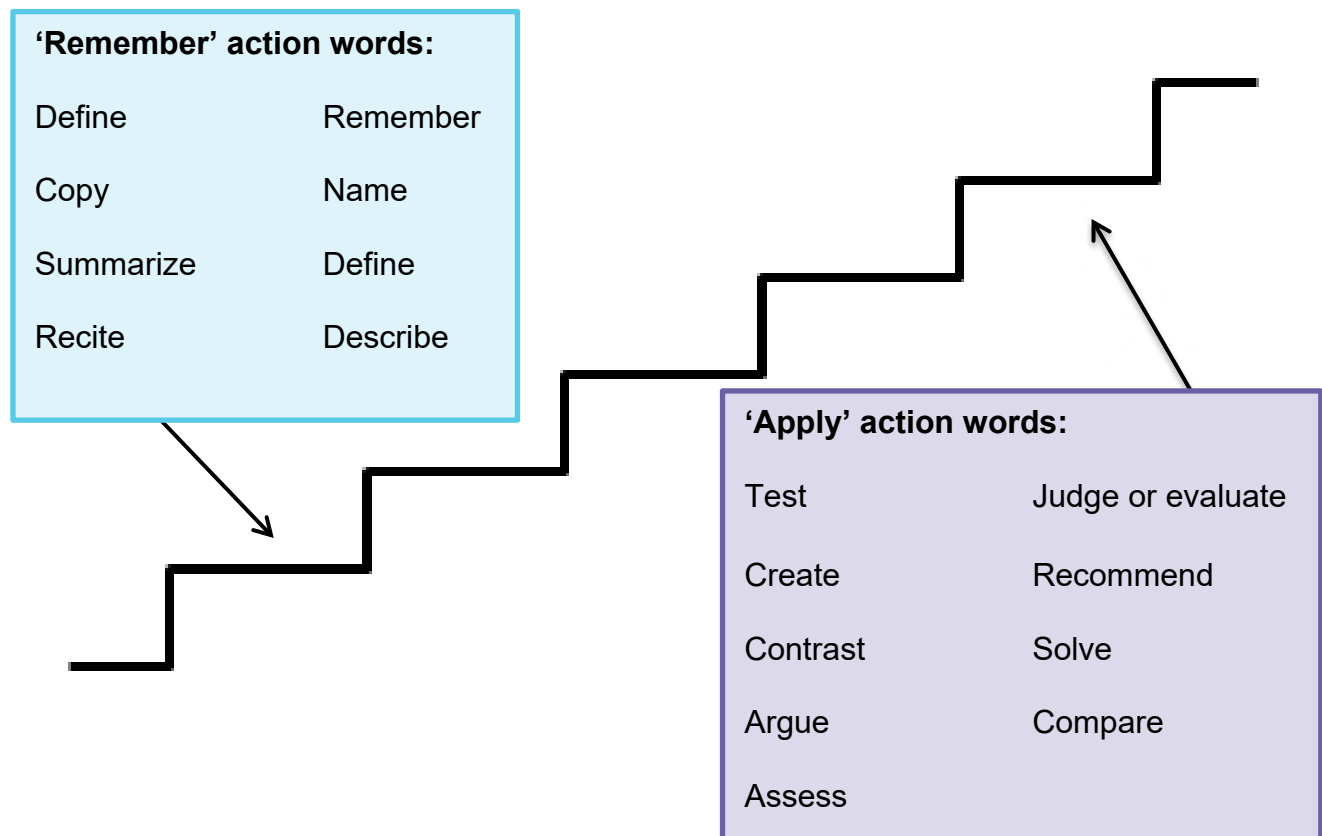 ‘Remember’ action words:
Define Remember
Copy Name
Summarize Define
Recite Describe
‘Apply’ action words:
Test Judge or evaluate
Create Recommend
Contrast Solve
Argue Compare
Assess